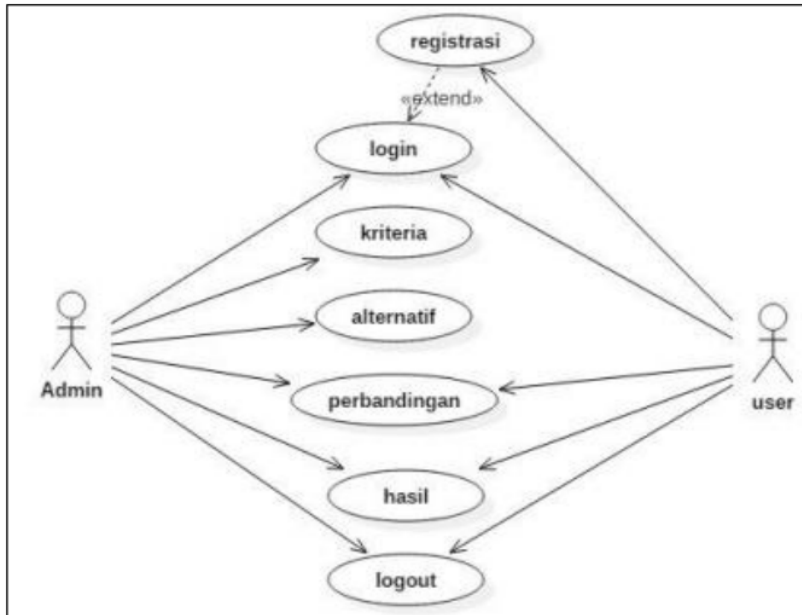 registrasi
«extend»
login
kriteria
alternatif
Admin
user
perbandingan
hasil
logout